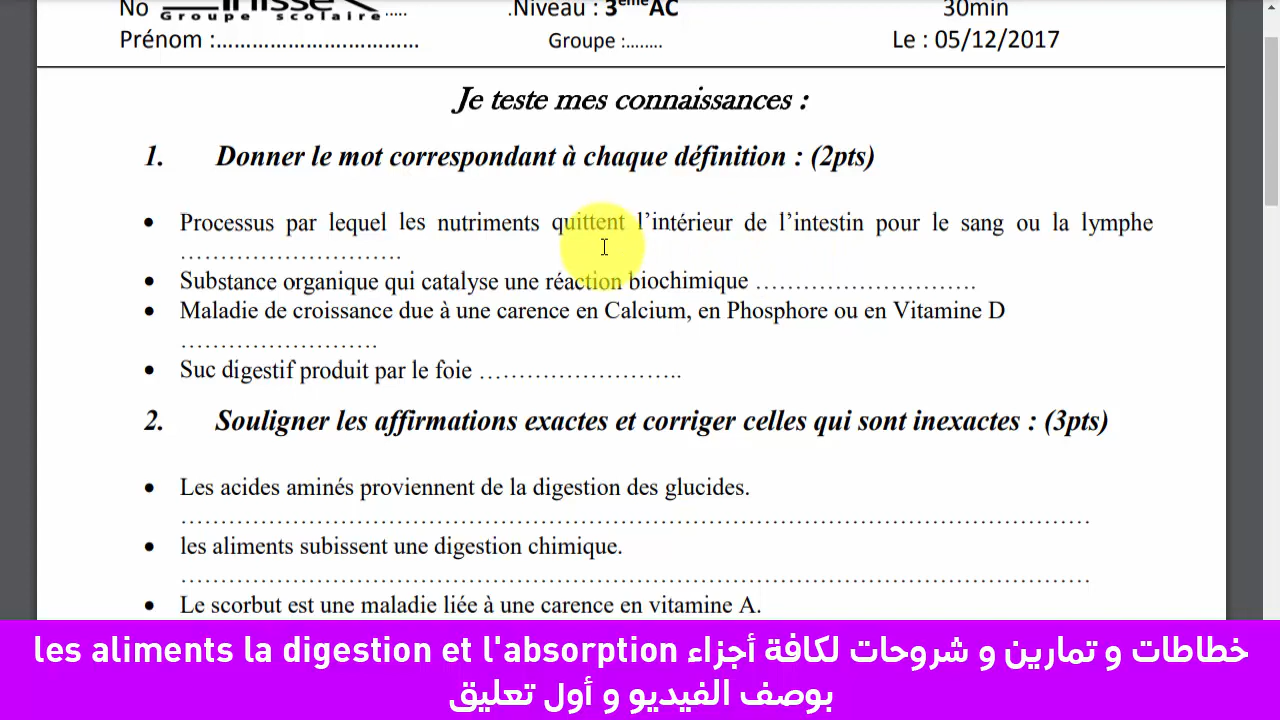 No ..... .Niveau : 3èmeAC 30min
Groupe scolaire
Prénom :…………………………… Groupe :........ Le : 05/12/2017
Je teste mes connaissances :
1. Donner le mot correspondant à chaque définition : (2pts)
• Processus par lequel les nutriments quittent l’intérieur de l’intestin pour le sang ou la lymphe
……………………….
• Substance organique qui catalyse une réaction biochimique ……………………….
• Maladie de croissance due à une carence en Calcium, en Phosphore ou en Vitamine D
…………………….
• Suc digestif produit par le foie ……………………..
2. Souligner les affirmations exactes et corriger celles qui sont inexactes : (3pts)
• Les acides aminés proviennent de la digestion des glucides.
……………………………………………………………………………………………………
• les aliments subissent une digestion chimique.
……………………………………………………………………………………………………
• Le scorbut est une maladie liée à une carence en vitamine A.
خطاطات و تمارين و شروحات لكافة أجزاء les aliments la digestion et l'absorption
بوصف الفيديو و أول تعليق